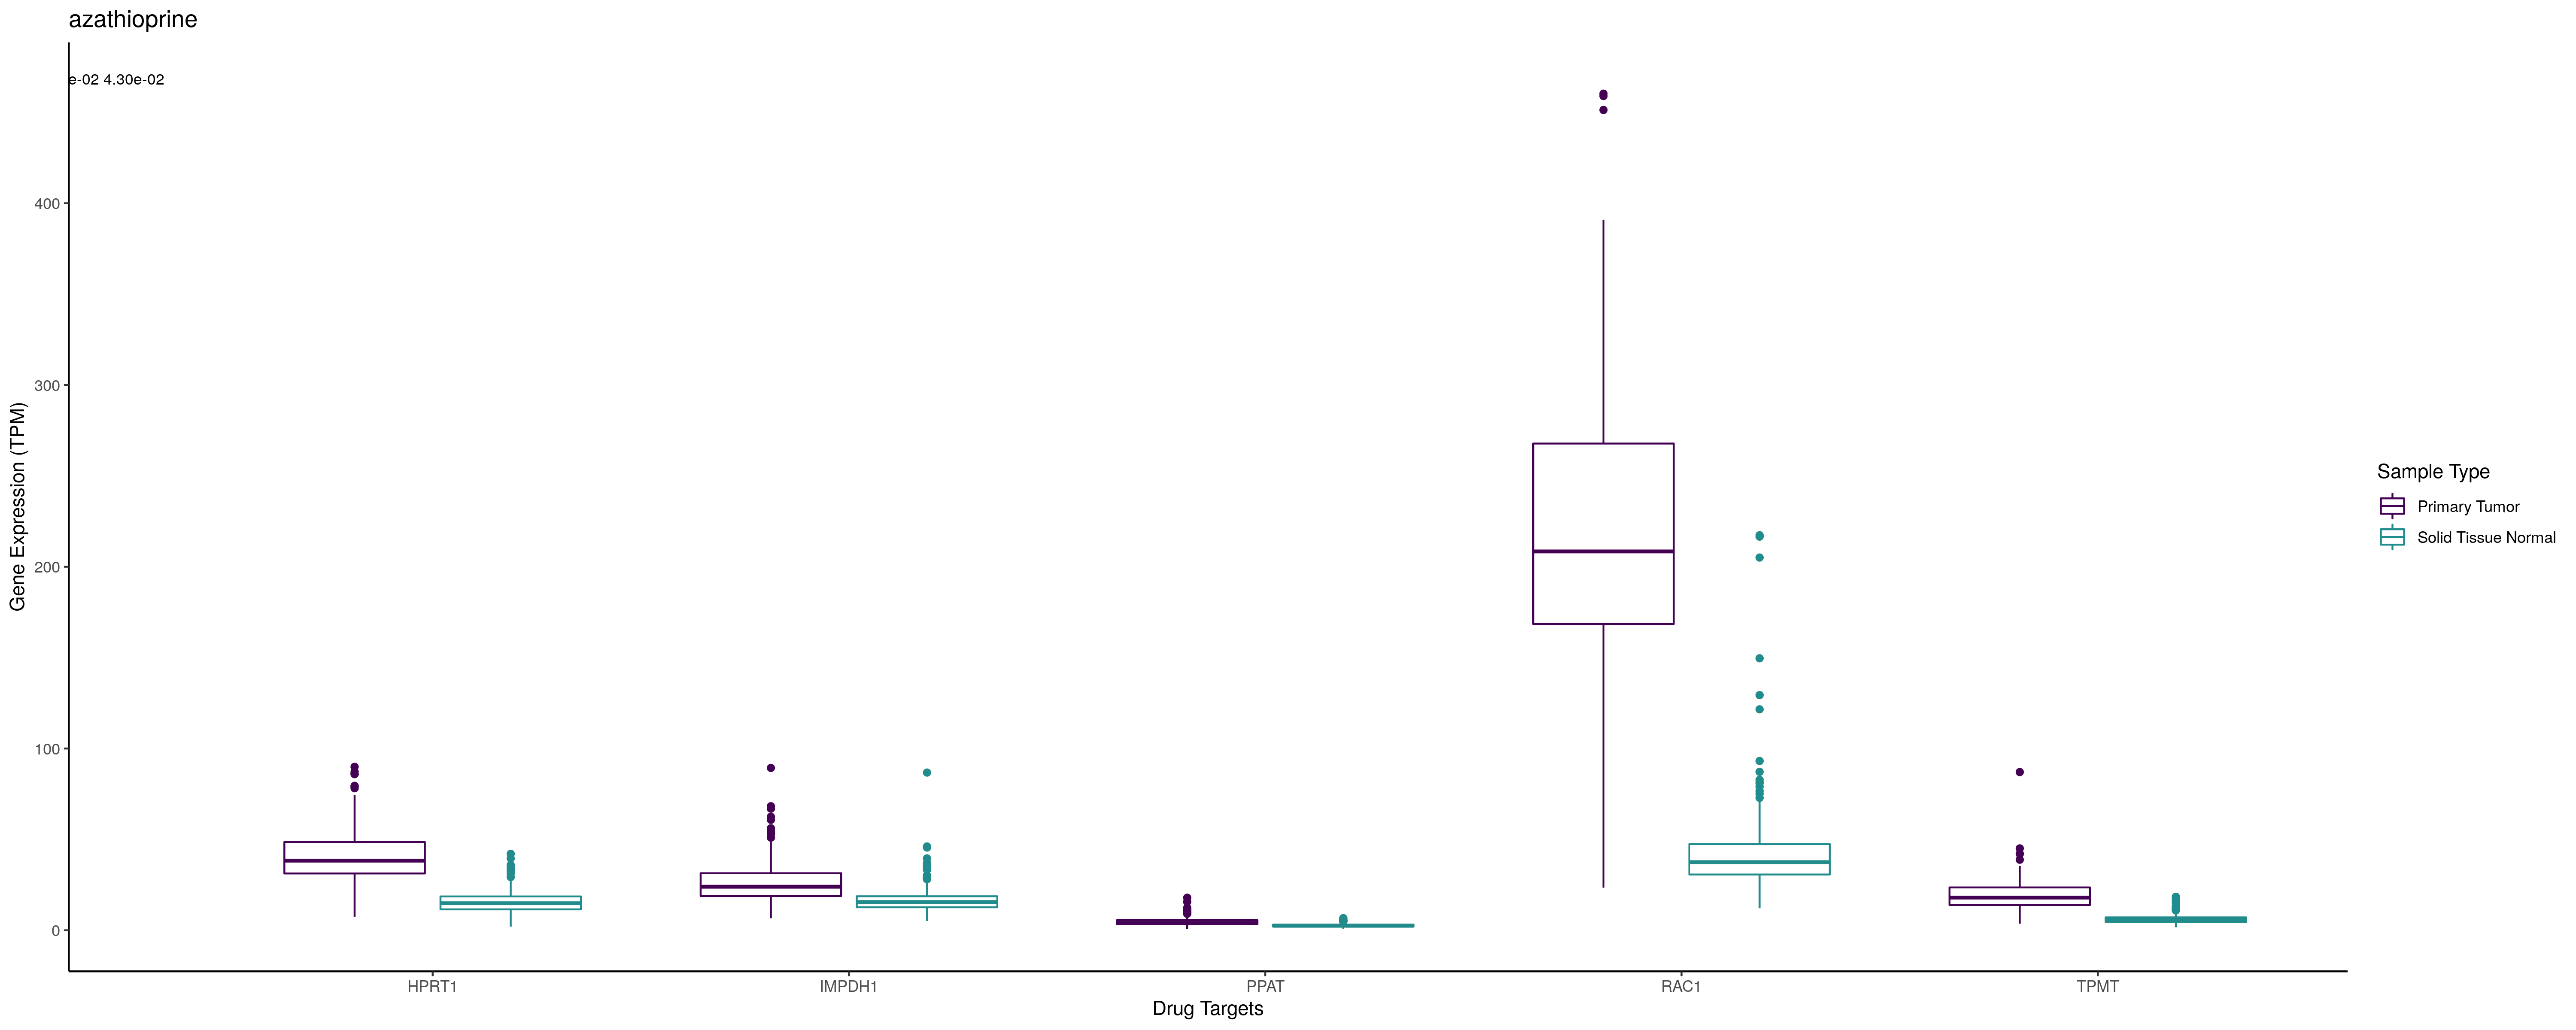 azathioprine
e-02 4.30e-02
400
300
200
100
0
Gene Expression (TPM)
HPRT1 IMPDH1 PPAT RAC1 TPMT
Drug Targets
Sample Type
Primary Tumor
Solid Tissue Normal